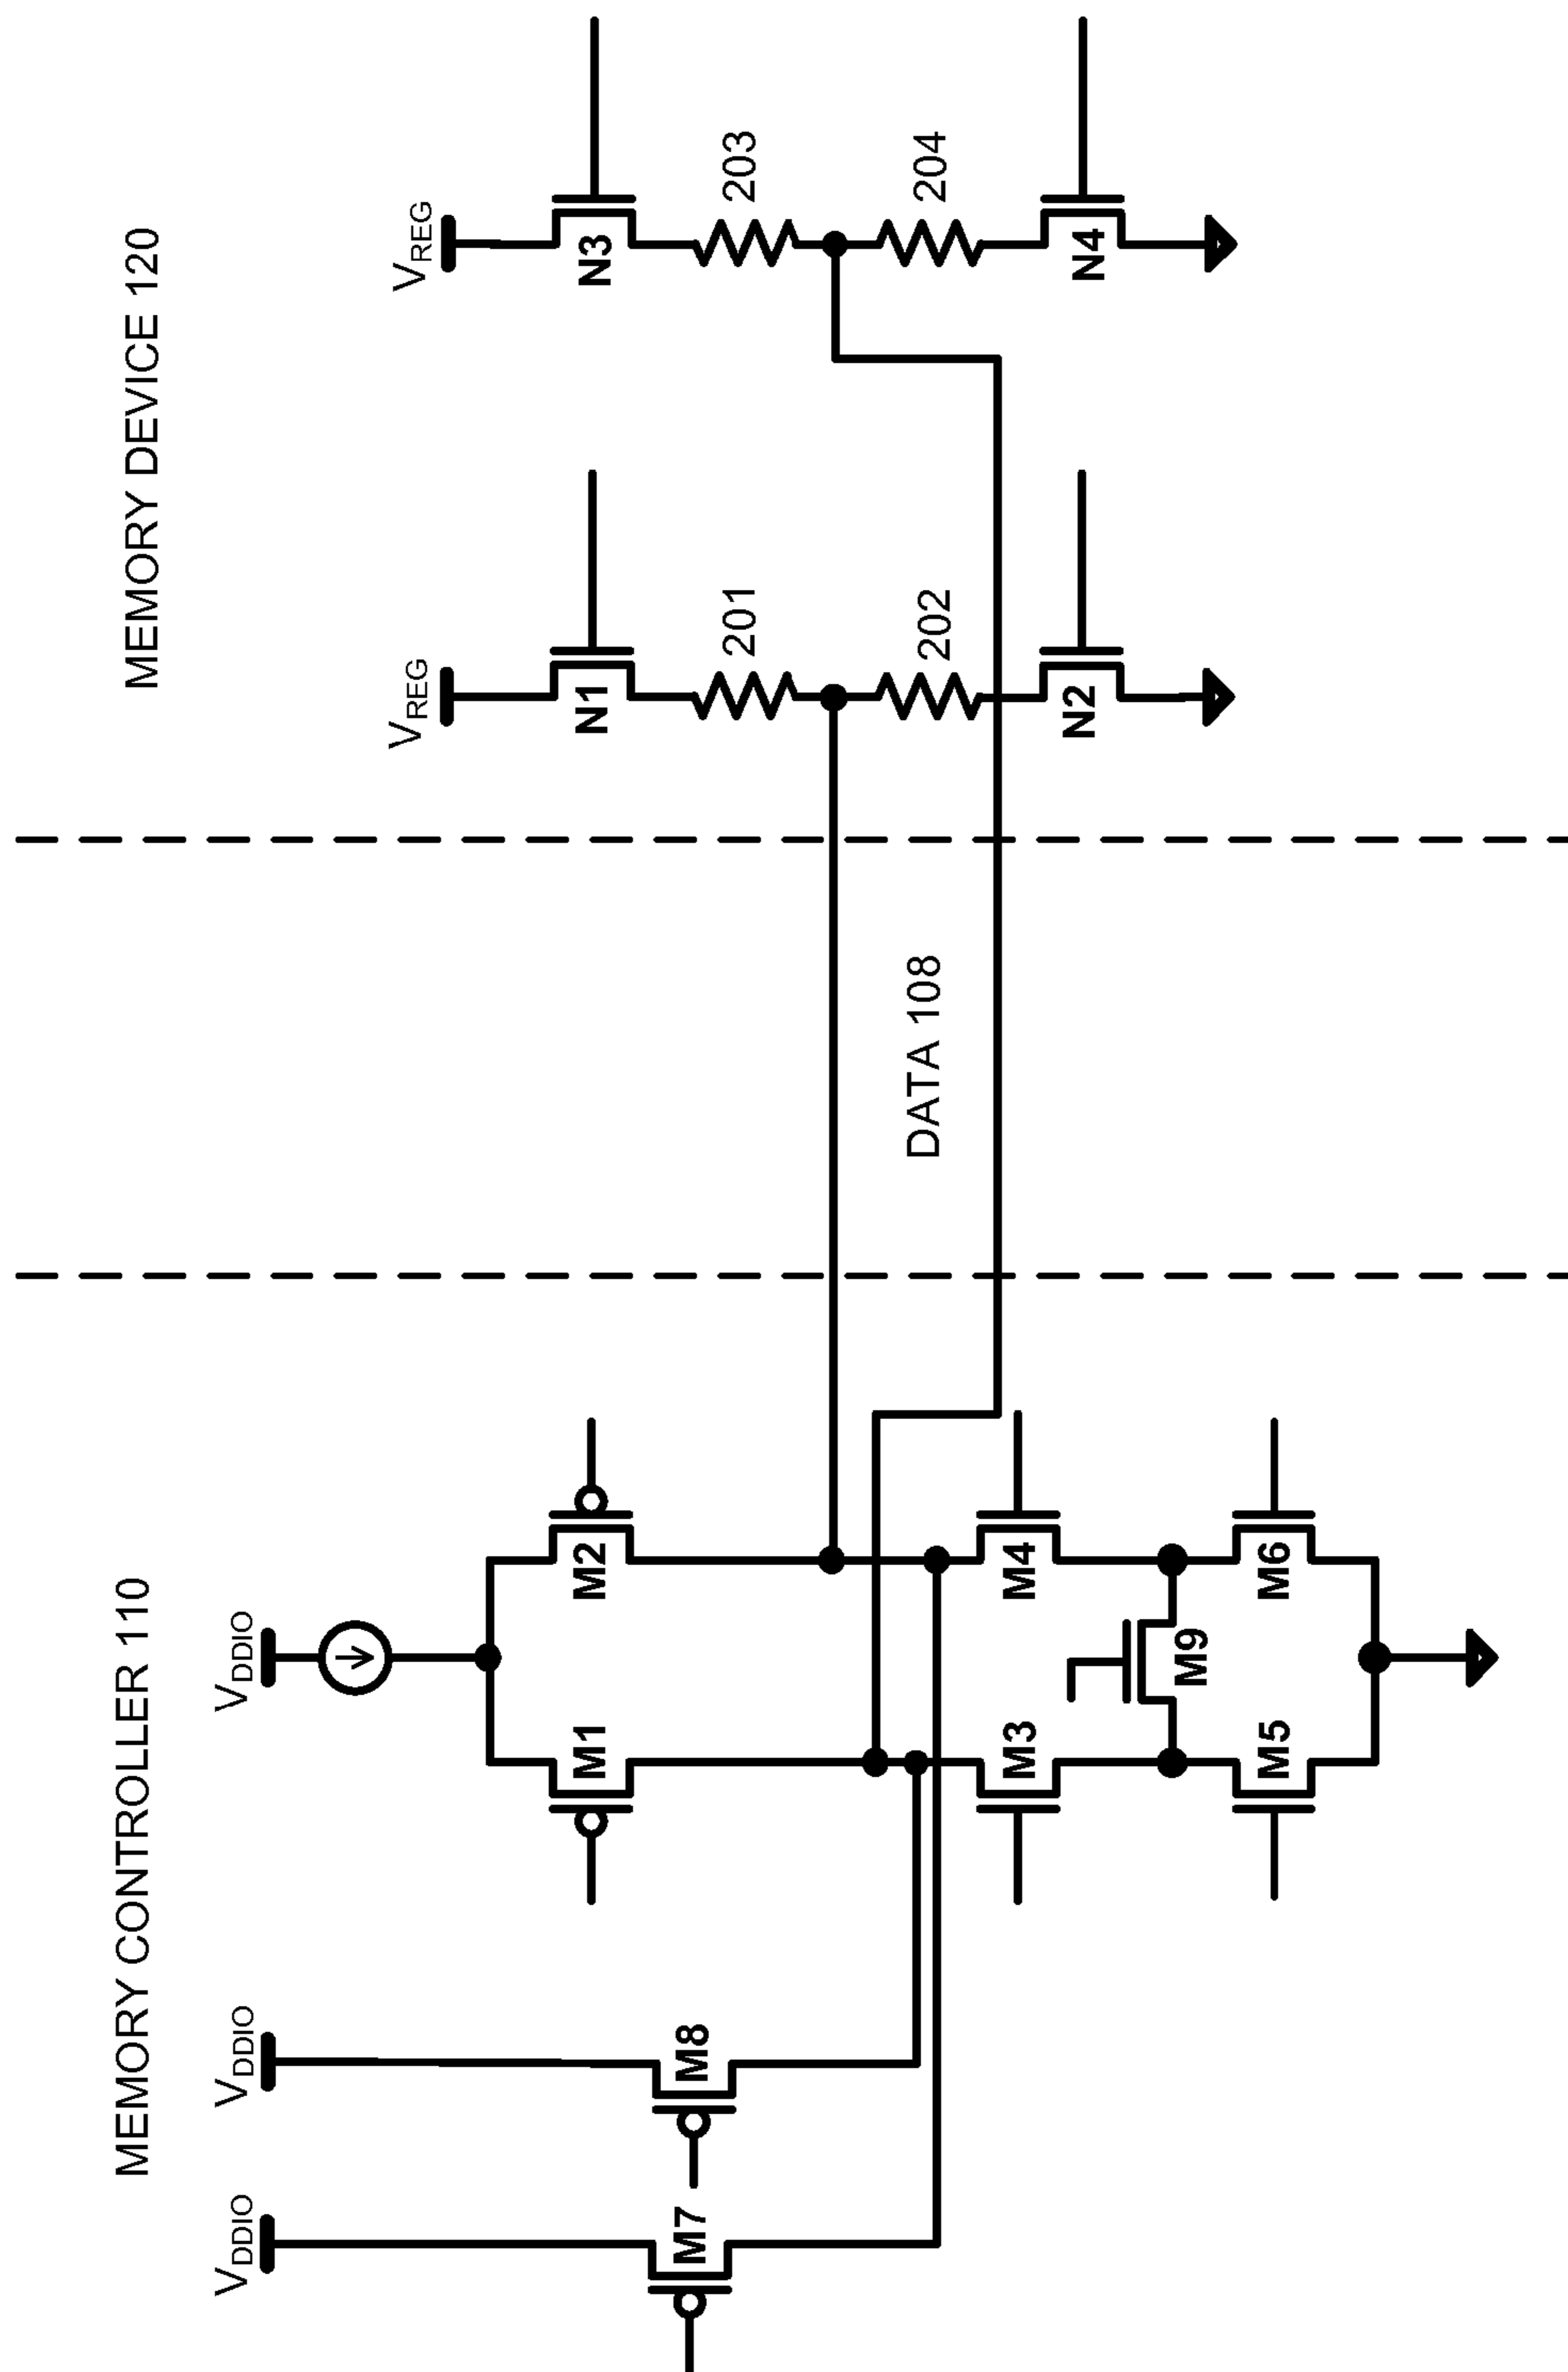 MEMORY CONTROLLER 110
MEMORY DEVICE 120
VDDIO
VDDIO
VDDIO
VREG
VREG
M7
M8
M1
M2
N1
N3
201
203
DATA 108
202
204
M3
M4
M9
M5
M6
N2
N4